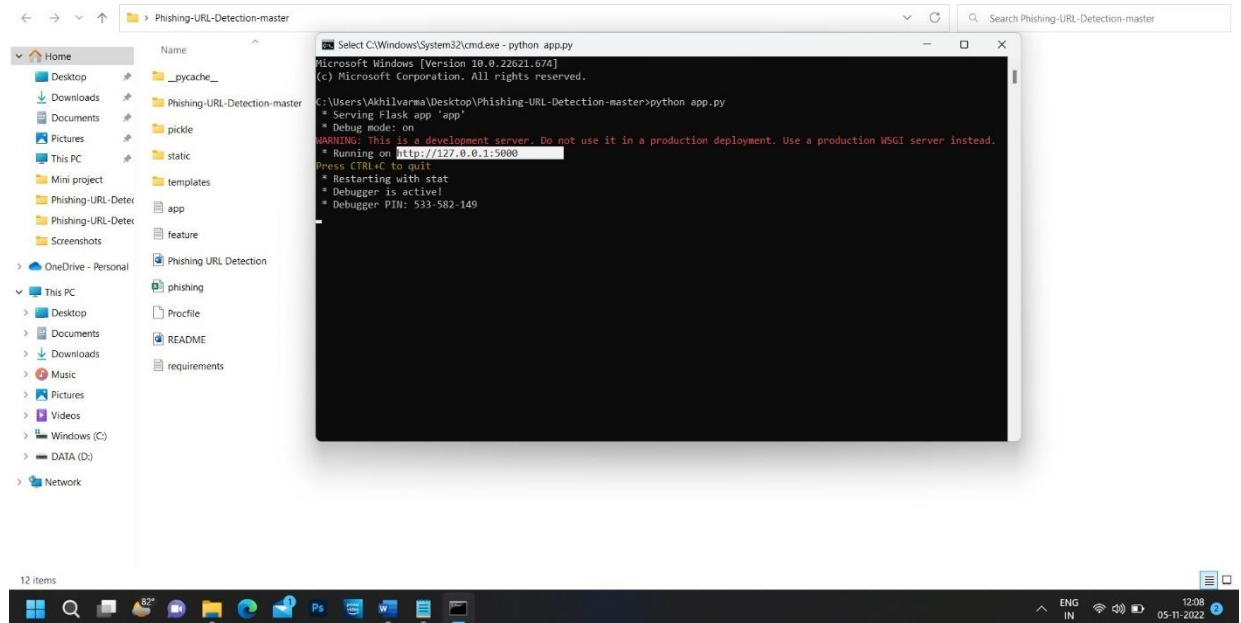 Phishing-URL-Detection-master
Search Phishing-URL-Detection-master
Home
Desktop
Downloads
Documents
Pictures
This PC
Mini project
Phishing-URL-Detec
Phishing-URL-Detec
Screenshots
OneDrive - Personal
This PC
Desktop
Documents
Downloads
Music
Pictures
Videos
Windows (C:)
DATA (D:)
Network
Name
__pycache__
Phishing-URL-Detection-master
pickle
static
templates
app
feature
Phishing URL Detection
phishing
Procfile
README
requirements
Select C:\Windows\System32\cmd.exe - python app.py
Microsoft Windows [Version 10.0.22621.674]
(c) Microsoft Corporation. All rights reserved.
C:\Users\Akhilvarma\Desktop\Phishing-URL-Detection-master>python app.py
* Serving Flask app 'app'
* Debug mode: on
WARNING: This is a development server. Do not use it in a production deployment. Use a production WSGI server instead.
* Running on http://127.0.0.1:5000
Press CTRL+C to quit
* Restarting with stat
* Debugger is active!
* Debugger PIN: 533-582-149
12 items
82°
1
Ps
W
ENG
IN
12:08
05-11-2022
2